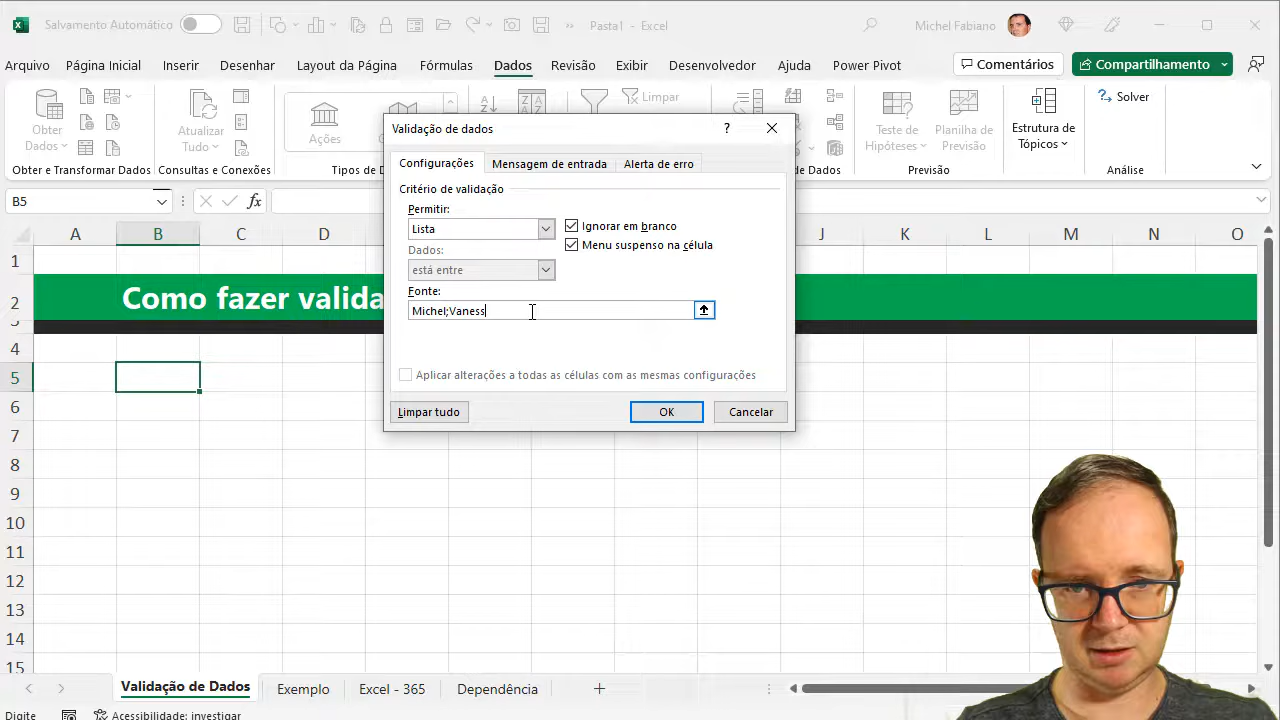 Salvamento Automático
Pasta1 - Excel
Michel Fabiano
Arquivo Página Inicial Inserir Desenhar Layout da Página Fórmulas Dados Revisão Exibir Desenvolvedor Ajuda Power Pivot Comentários Compartilhamento
Obter Dados
Atualizar Tudo
Ações
Limpar
Teste de Hipóteses
Planilha de Previsão
Estrutura de Tópicos
Solver
Obter e Transformar Dados Consultas e Conexões Tipos de D de Dados Previsão Análise
B5
fx
Validação de dados
?
Configurações Mensagem de entrada Alerta de erro
Critério de validação
Permitir:
Lista
Ignorar em branco
Dados:
Menu suspenso na célula
está entre
Fonte:
Michel;Vaness
Aplicar alterações a todas as células com as mesmas configurações
Limpar tudo OK Cancelar
A B C D J K L M N O
1
2 Como fazer valida
3
4
5
6
7
8
9
10
11
12
13
14
15
Validação de Dados Exemplo Excel - 365 Dependência
Digite Acessibilidade: investigar